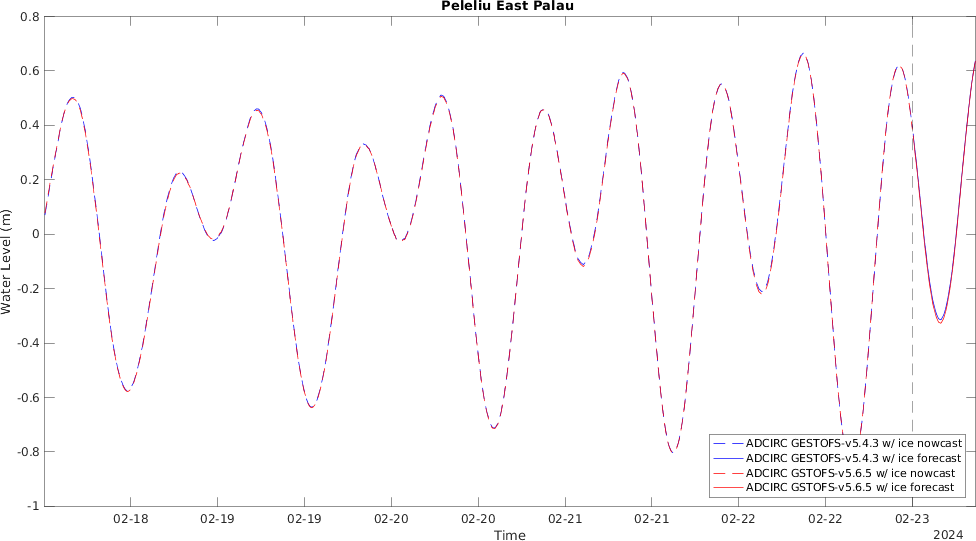 Peleliu East Palau
0.8
0.6
0.4
0.2
0
-0.2
-0.4
-0.6
-0.8
-1
Water Level (m)
ADCIRC GESTOFS-v5.4.3 w/ ice nowcast
ADCIRC GESTOFS-v5.4.3 w/ ice forecast
ADCIRC GSTOFS-v5.6.5 w/ ice nowcast
ADCIRC GSTOFS-v5.6.5 w/ ice forecast
02-18 02-19 02-19 02-20 02-20 02-21 02-21 02-22 02-22 02-23
Time
2024